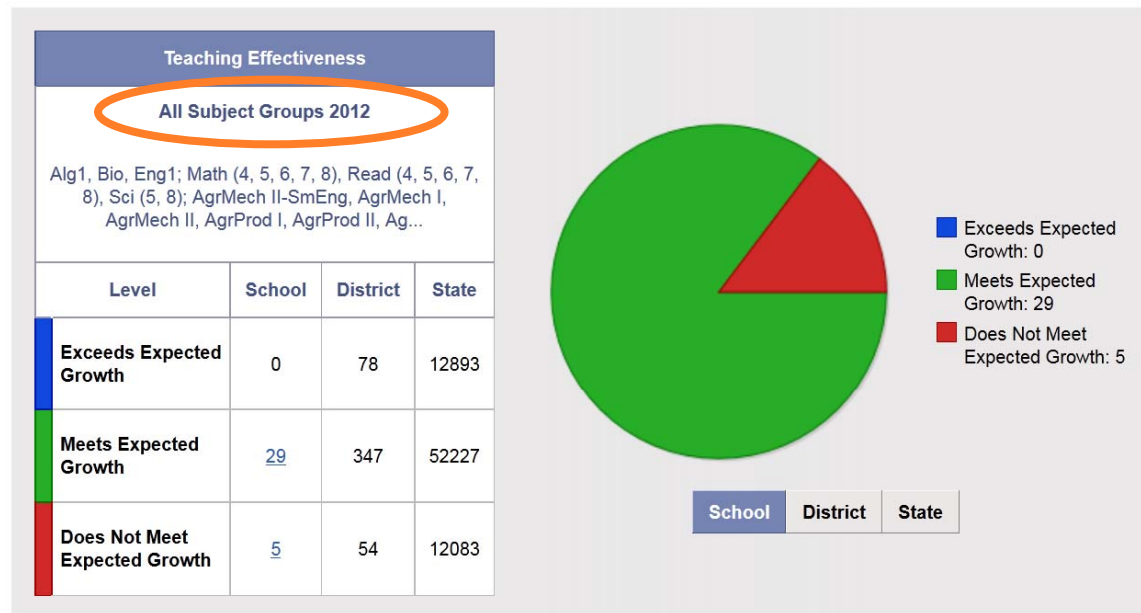 Teaching Effectiveness
All Subject Groups 2012
Alg1, Bio, Eng1; Math (4, 5, 6, 7, 8), Read (4, 5, 6, 7,
8), Sci (5, 8); AgrMech II-SmEng, AgrMech I,
AgrMech II, AgrProd I, AgrProd II, Ag...
Level School District State
Exceeds Expected
Growth 0 78 12893
Meets Expected
Growth 29 347 52227
Does Not Meet
Expected Growth 5 54 12083
Exceeds Expected
Growth: 0
Meets Expected
Growth: 29
Does Not Meet
Expected Growth: 5
School District State